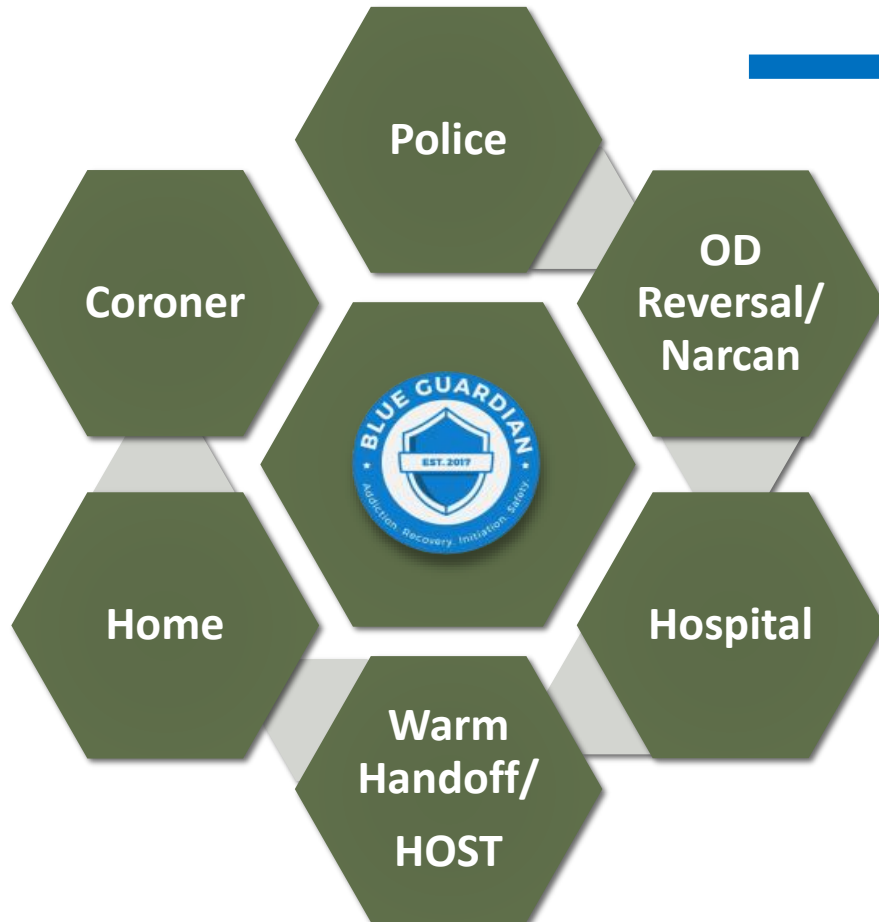 Police
OD
Reversal/
Narcan
Coroner
BLUE GUARDIAN
EST. 2017
Addiction. Recovery. Initiation. Safety.
Home
Hospital
Warm
Handoff/
HOST